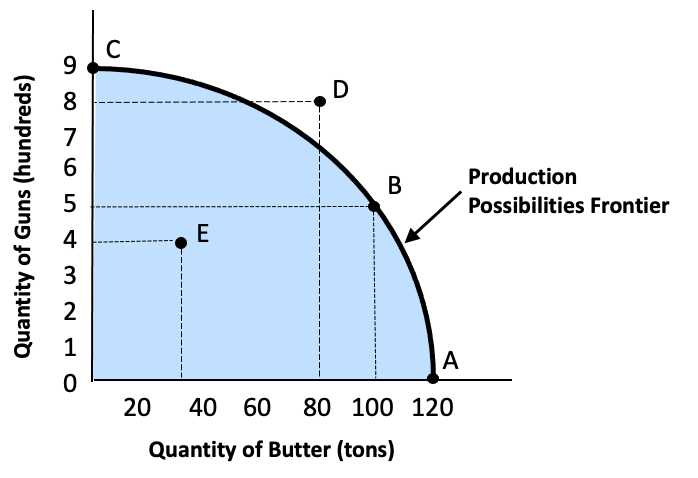 C
9
8
7
6
5
4
3
2
1
0
D
B
E
A
Production
Possibilities Frontier
Quantity of Guns (hundreds)
20 40 60 80 100 120
Quantity of Butter (tons)